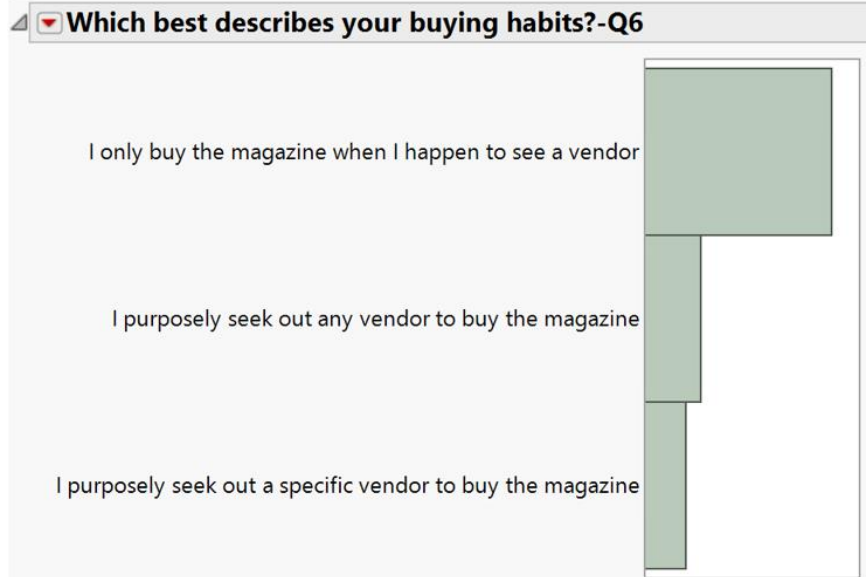 Which best describes your buying habits?-Q6
I only buy the magazine when I happen to see a vendor
I purposely seek out any vendor to buy the magazine
I purposely seek out a specific vendor to buy the magazine